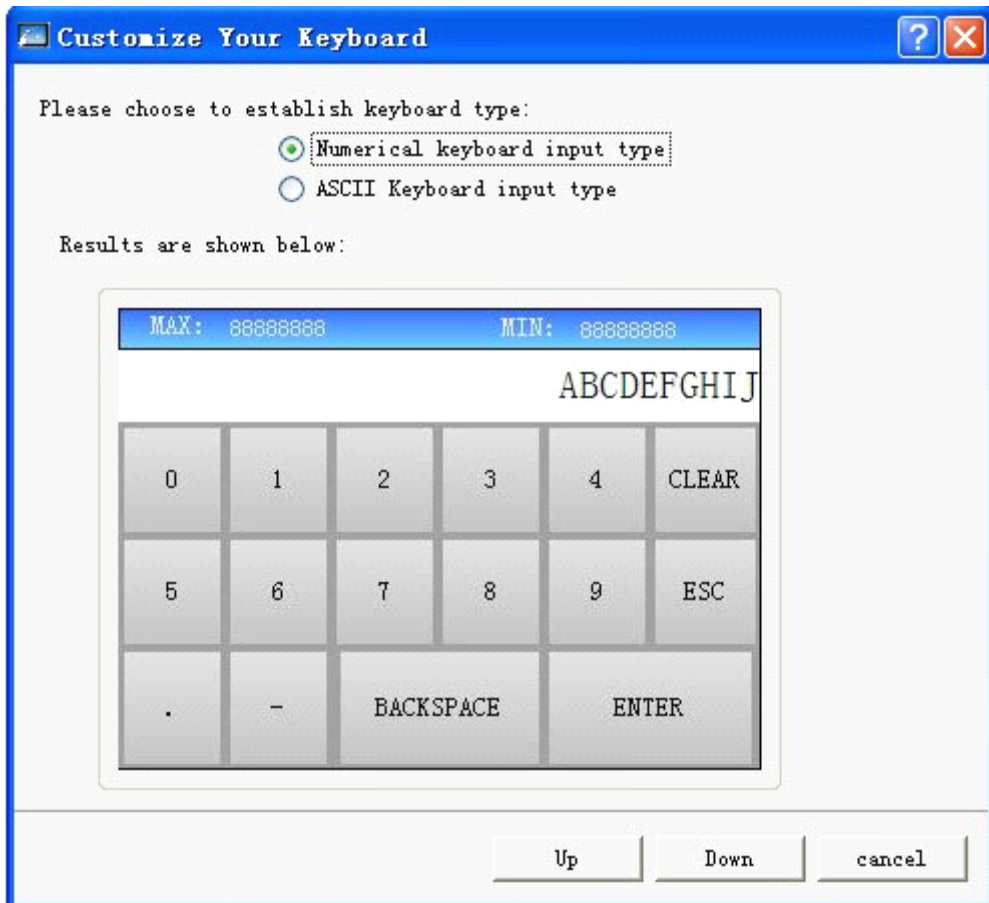 Customize Your Keyboard
Please choose to establish keyboard type:
Numerical keyboard input type
ASCII Keyboard input type
Results are shown below:
MAX: 88888888 MIN: 88888888
ABCDEFGHIJ
0 1 2 3 4 CLEAR
5 6 7 8 9 ESC
. - BACKSPACE ENTER
Up Down cancel